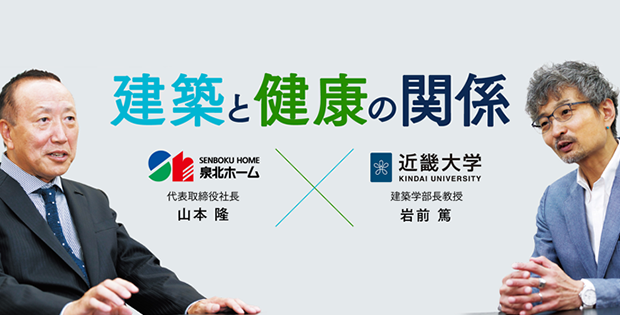 建築と健康の関係
SENBOKU HOME
泉北ホーム
代表取締役社長
山本 隆
近畿大学
KINDAI UNIVERSITY
建築学部長教授
岩前 篤